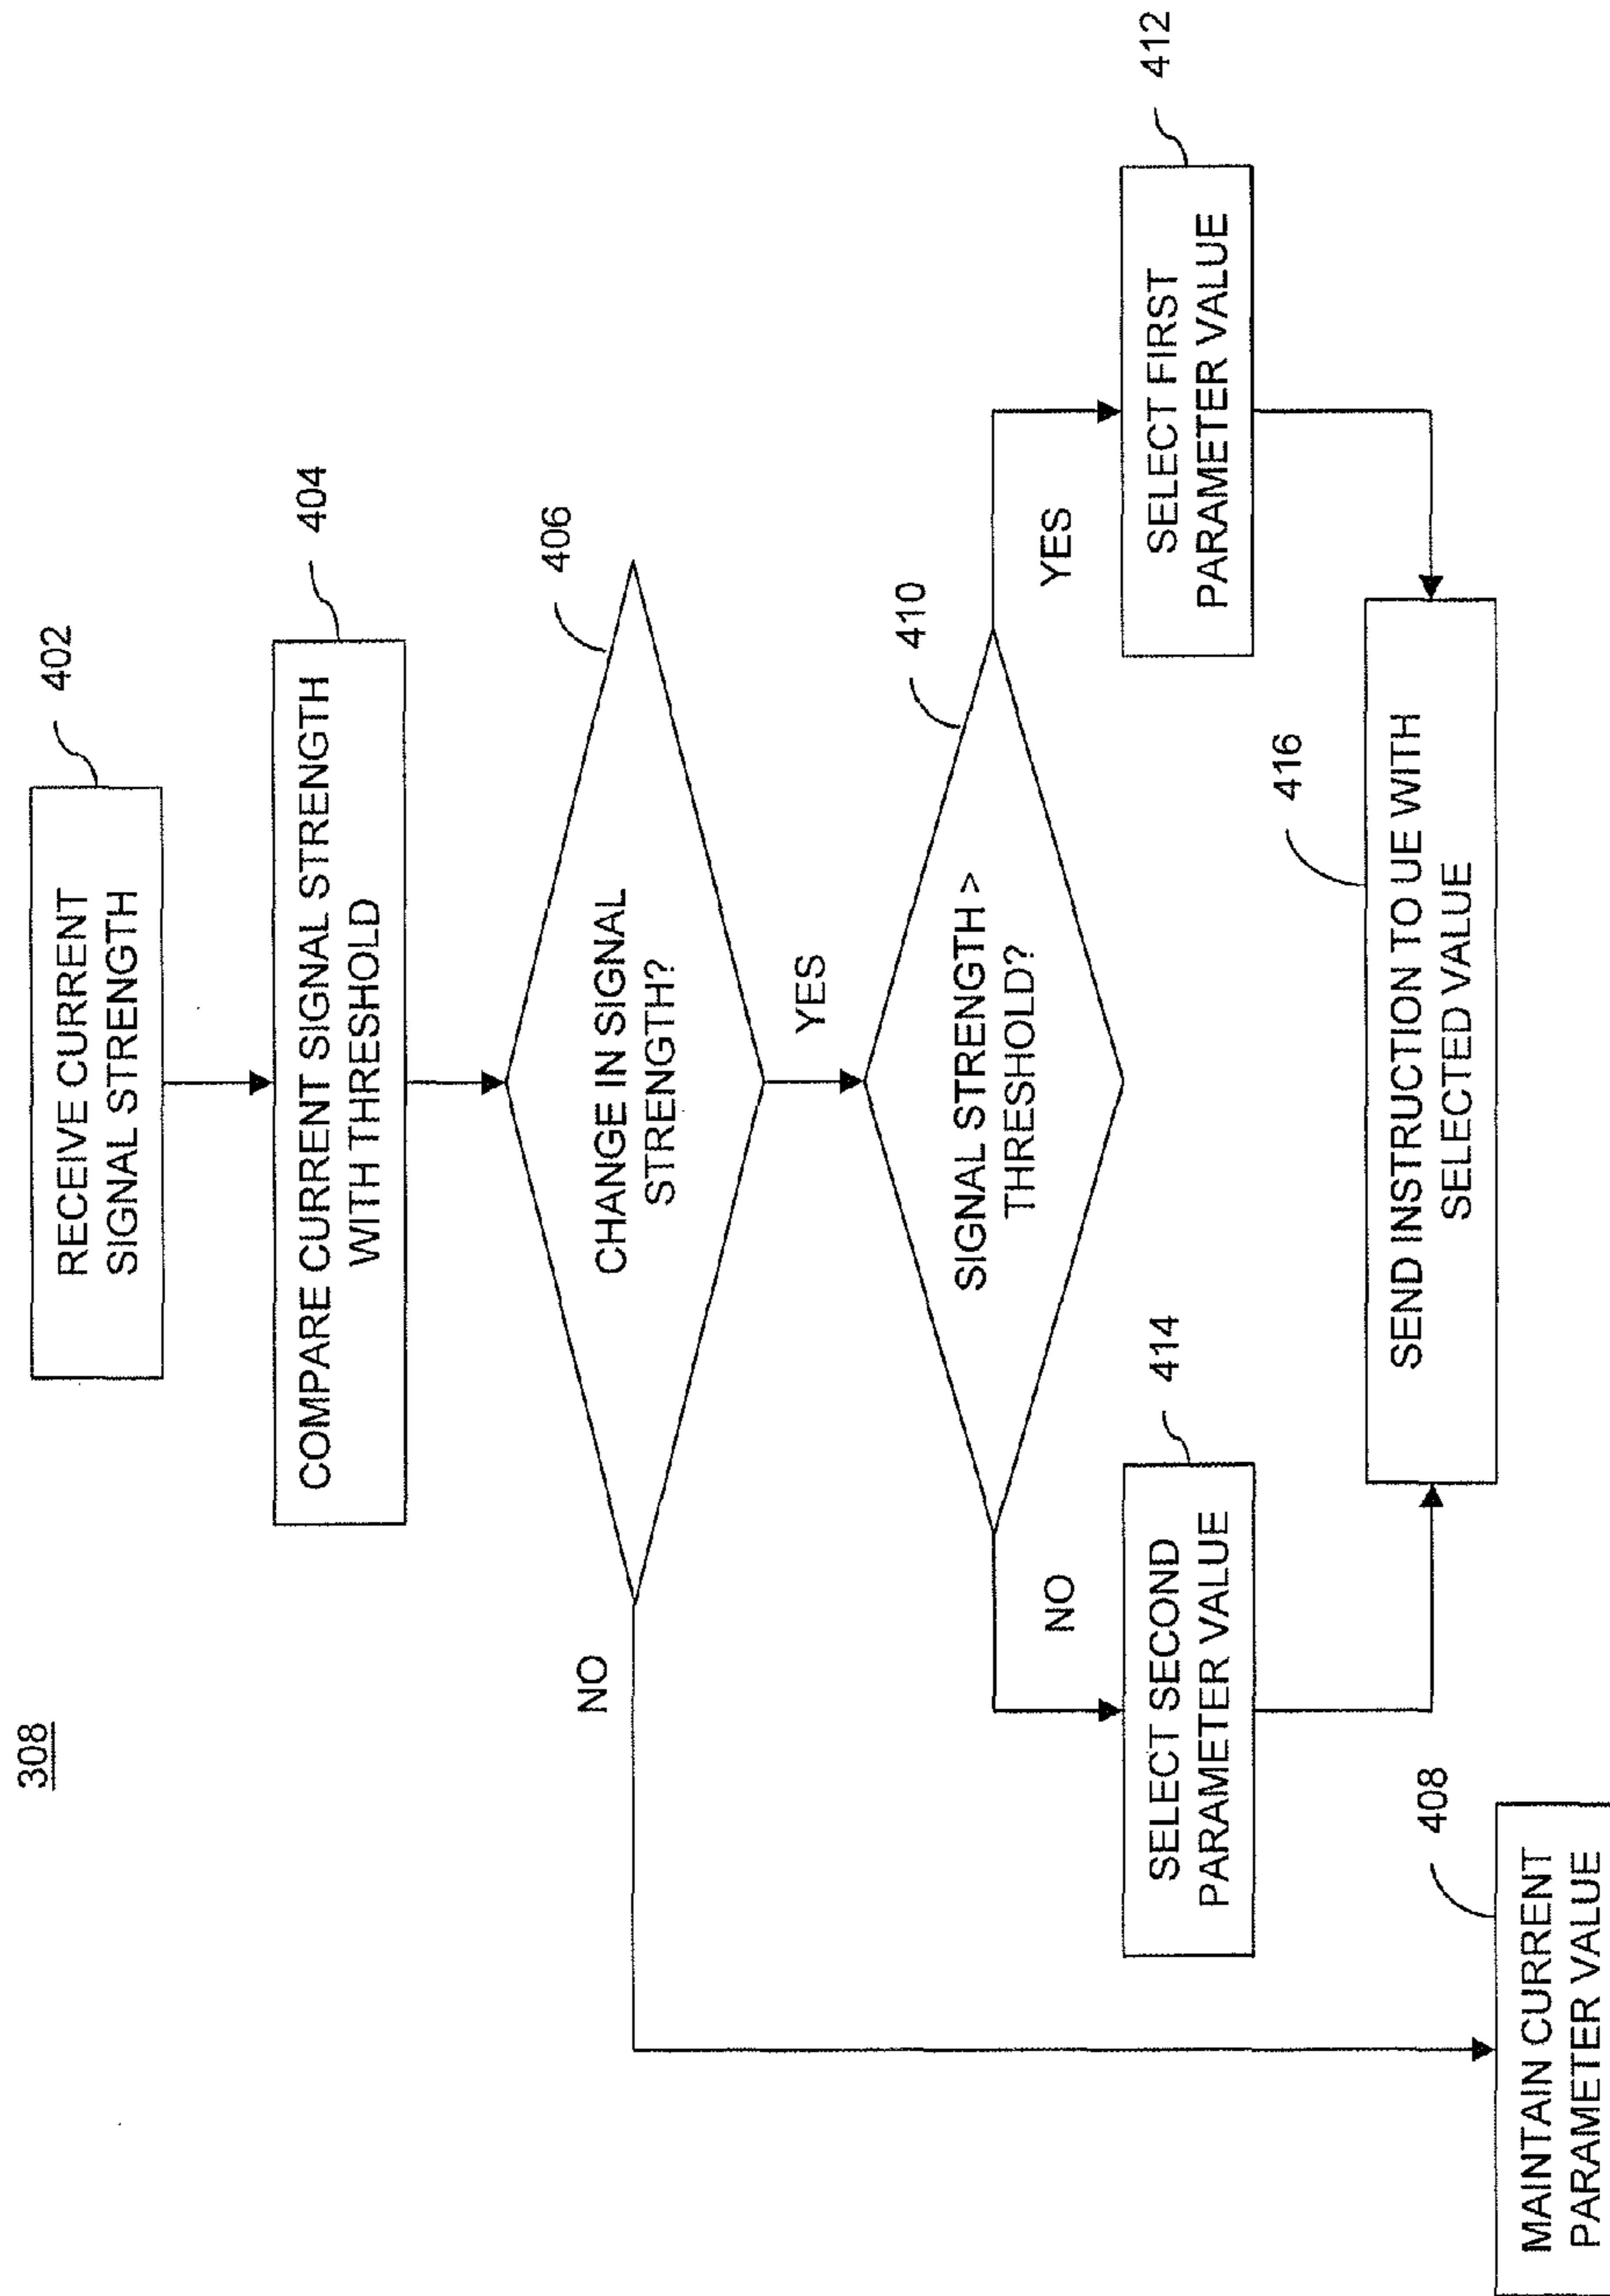 308
RECEIVE CURRENT
SIGNAL STRENGTH
402
COMPARE CURRENT SIGNAL STRENGTH
WITH THRESHOLD
404
CHANGE IN SIGNAL
STRENGTH?
406
NO
YES
SIGNAL STRENGTH >
THRESHOLD?
410
NO
YES
SELECT SECOND
PARAMETER VALUE
414
SELECT FIRST
PARAMETER VALUE
412
SEND INSTRUCTION TO UE WITH
SELECTED VALUE
416
MAINTAIN CURRENT
PARAMETER VALUE
408